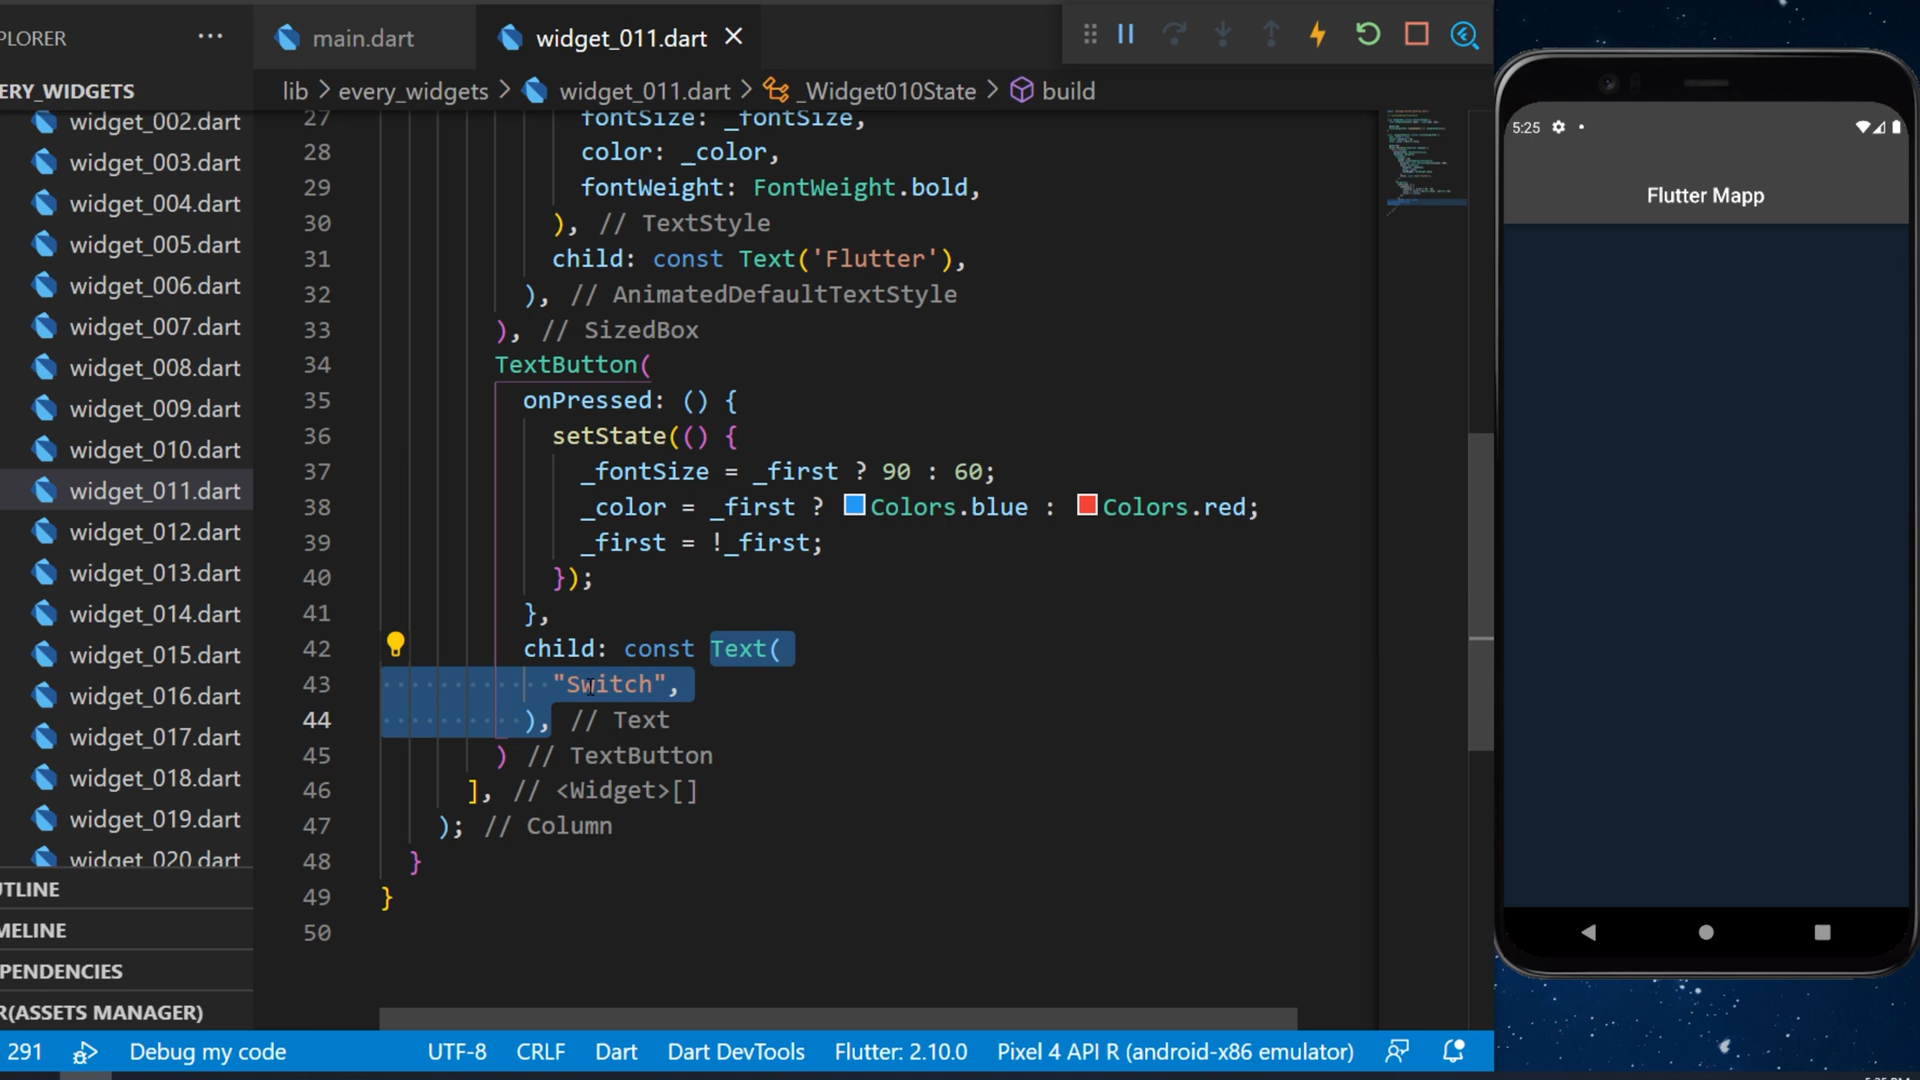 PLORER
main.dart
widget_011.dart
ERY_WIDGETS
lib > every_widgets > widget_011.dart > _Widget010State > build
widget_002.dart
widget_003.dart
widget_004.dart
widget_005.dart
widget_006.dart
widget_007.dart
widget_008.dart
widget_009.dart
widget_010.dart
widget_011.dart
widget_012.dart
widget_013.dart
widget_014.dart
widget_015.dart
widget_016.dart
widget_017.dart
widget_018.dart
widget_019.dart
widget_020.dart
UTLINE
MELINE
PENDENCIES
R(ASSETS MANAGER)
27 fontSize: _fontSize,
28 color: _color,
29 fontWeight: FontWeight.bold,
30 ), // TextStyle
31 child: const Text('Flutter'),
32 ), // AnimatedDefaultTextStyle
33 ), // SizedBox
34 TextButton(
35 onPressed: () {
36 setState(() {
37 _fontSize = _first ? 90 : 60;
38 _color = _first ? Colors.blue : Colors.red;
39 _first = !_first;
40 });
41 },
42 child: const Text(
43 "Switch",
44 ), // Text
45 ) // TextButton
46 ], // <Widget>[]
47 ); // Column
48 }
49 }
50
5:25
Flutter Mapp
291 Debug my code UTF-8 CRLF Dart Dart DevTools Flutter: 2.10.0 Pixel 4 API R (android-x86 emulator)